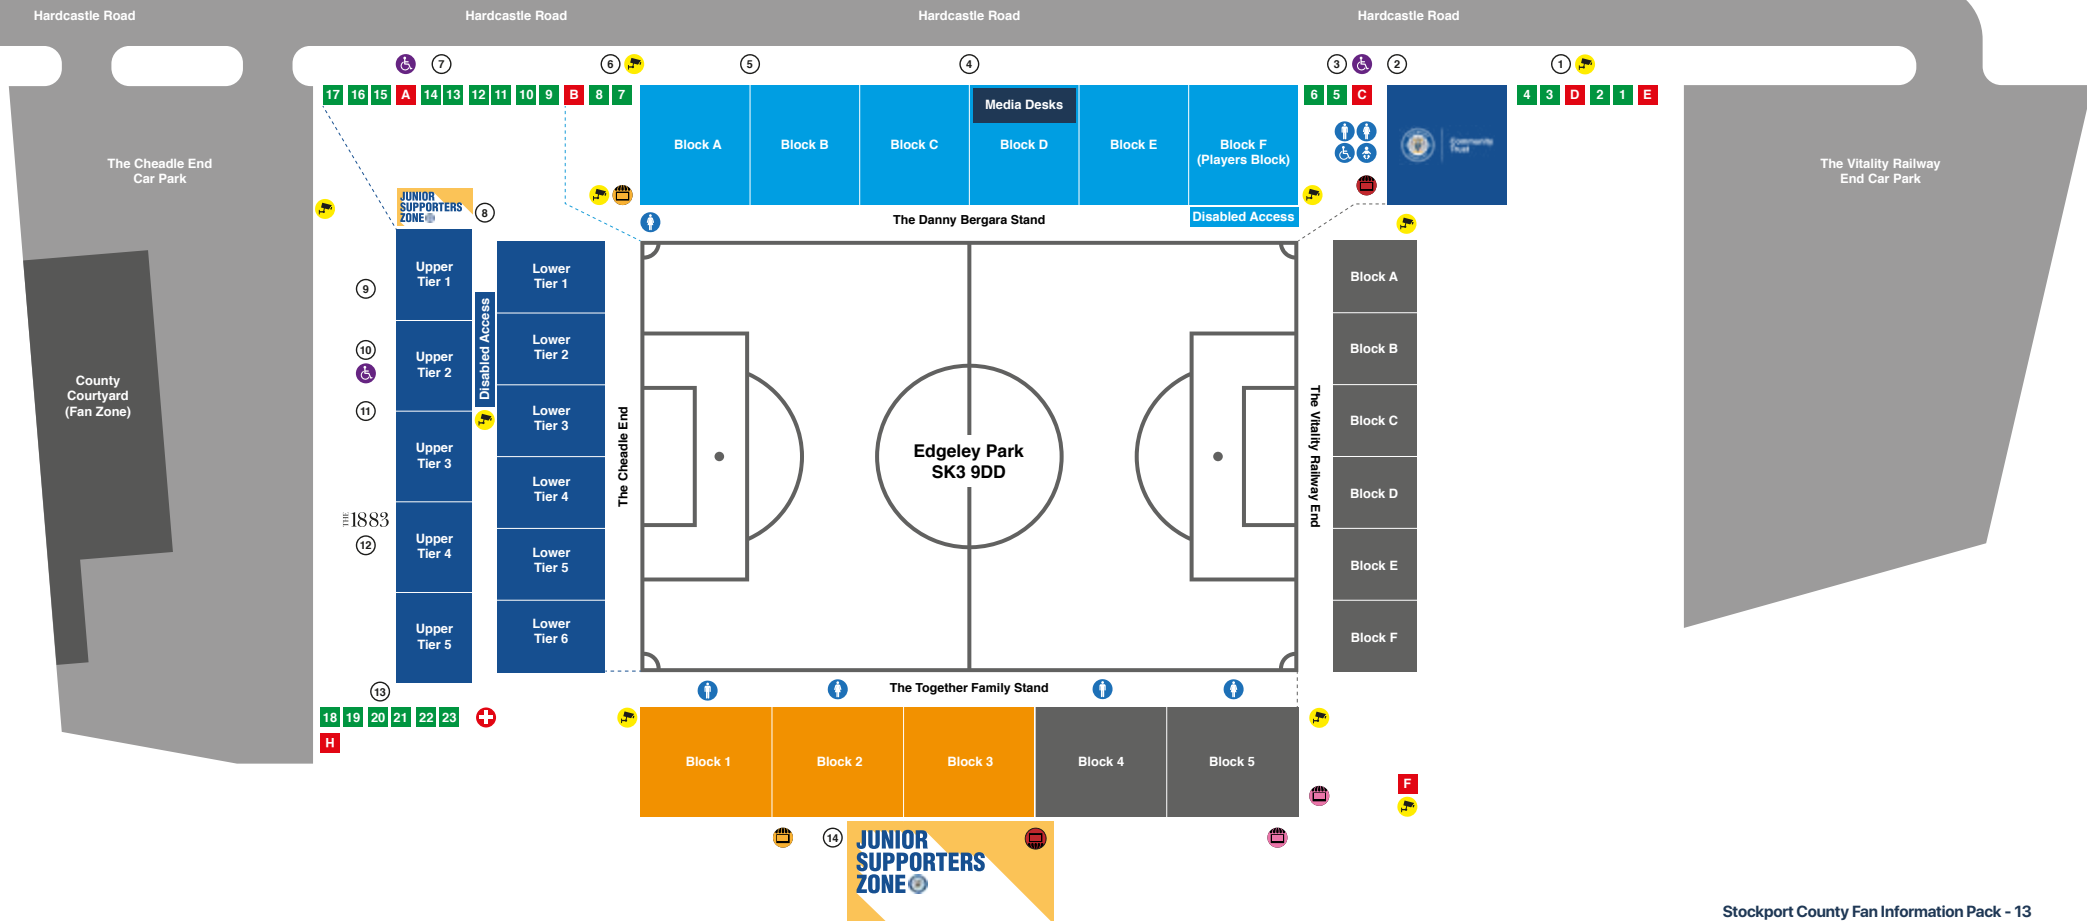 Hardcastle Road
Hardcastle Road
Hardcastle Road
Hardcastle Road
7
6
5
4
3
2
1
17
16
15
A
14
13
12
11
10
9
B
8
7
6
5
C
4
3
D
2
1
E
Media Desks
Block A
Block B
Block C
Block D
Block E
Block F
(Players Block)
Community
Trust
The Cheadle End
Car Park
The Vitality Railway
End Car Park
JUNIOR
SUPPORTERS
ZONE
8
The Danny Bergara Stand
Disabled Access
Upper
Tier 1
Upper
Tier 2
Upper
Tier 3
Upper
Tier 4
Upper
Tier 5
Disabled Access
Lower
Tier 1
Lower
Tier 2
Lower
Tier 3
Lower
Tier 4
Lower
Tier 5
Lower
Tier 6
9
10
11
THE 1883
12
13
County
Courtyard
(Fan Zone)
The Cheadle End
Edgeley Park
SK3 9DD
The Vitality Railway End
Block A
Block B
Block C
Block D
Block E
Block F
The Together Family Stand
18
19
20
21
22
23
H
Block 1
Block 2
Block 3
Block 4
Block 5
F
14
JUNIOR
SUPPORTERS
ZONE
Stockport County Fan Information Pack - 13